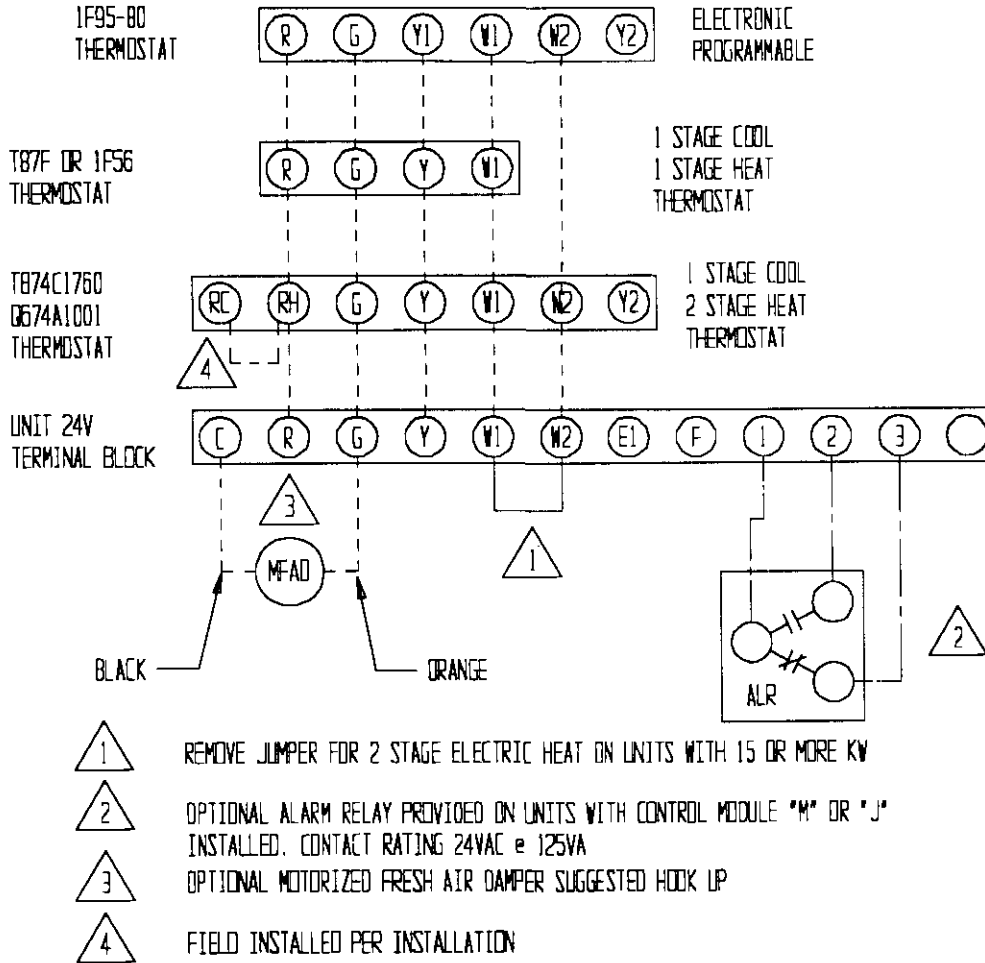 1F95-80
THERMOSTAT
R G Y1 W1 W2 Y2
ELECTRONIC
PROGRAMMABLE
T87F OR 1F56
THERMOSTAT
R G Y W1
1 STAGE COOL
1 STAGE HEAT
THERMOSTAT
T874C1760
Q674A1001
THERMOSTAT
RC RH G Y W1 W2 Y2
1 STAGE COOL
2 STAGE HEAT
THERMOSTAT
4
UNIT 24V
TERMINAL BLOCK
C R G Y W1 W2 E1 F 1 2 3
3
1
MFAD
2
BLACK
ORANGE
ALR
1 REMOVE JUMPER FOR 2 STAGE ELECTRIC HEAT ON UNITS WITH 15 OR MORE KW
2 OPTIONAL ALARM RELAY PROVIDED ON UNITS WITH CONTROL MODULE "M" OR "J"
INSTALLED. CONTACT RATING 24VAC @ 125VA
3 OPTIONAL MOTORIZED FRESH AIR DAMPER SUGGESTED HOOK UP
4 FIELD INSTALLED PER INSTALLATION